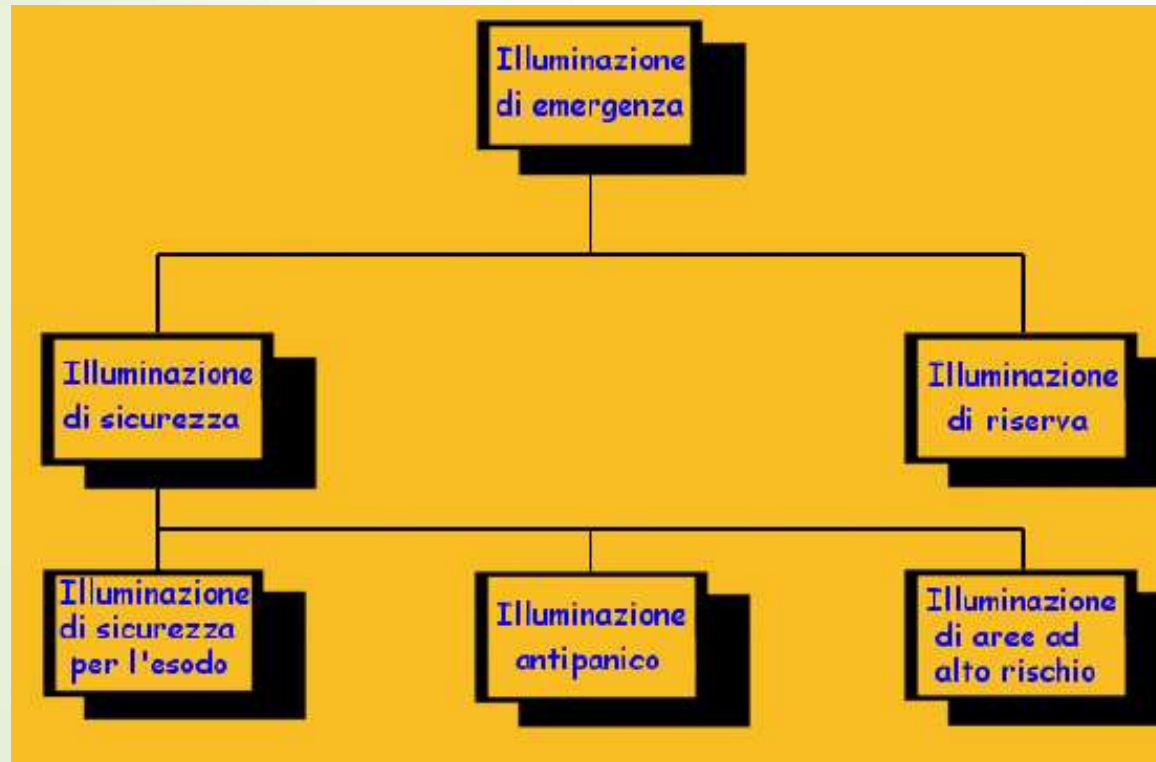 Illuminazione
di emergenza
Illuminazione
di sicurezza
Illuminazione
di riserva
Illuminazione
di sicurezza
per l'esodo
Illuminazione
antipanico
Illuminazione
di aree ad
alto rischio